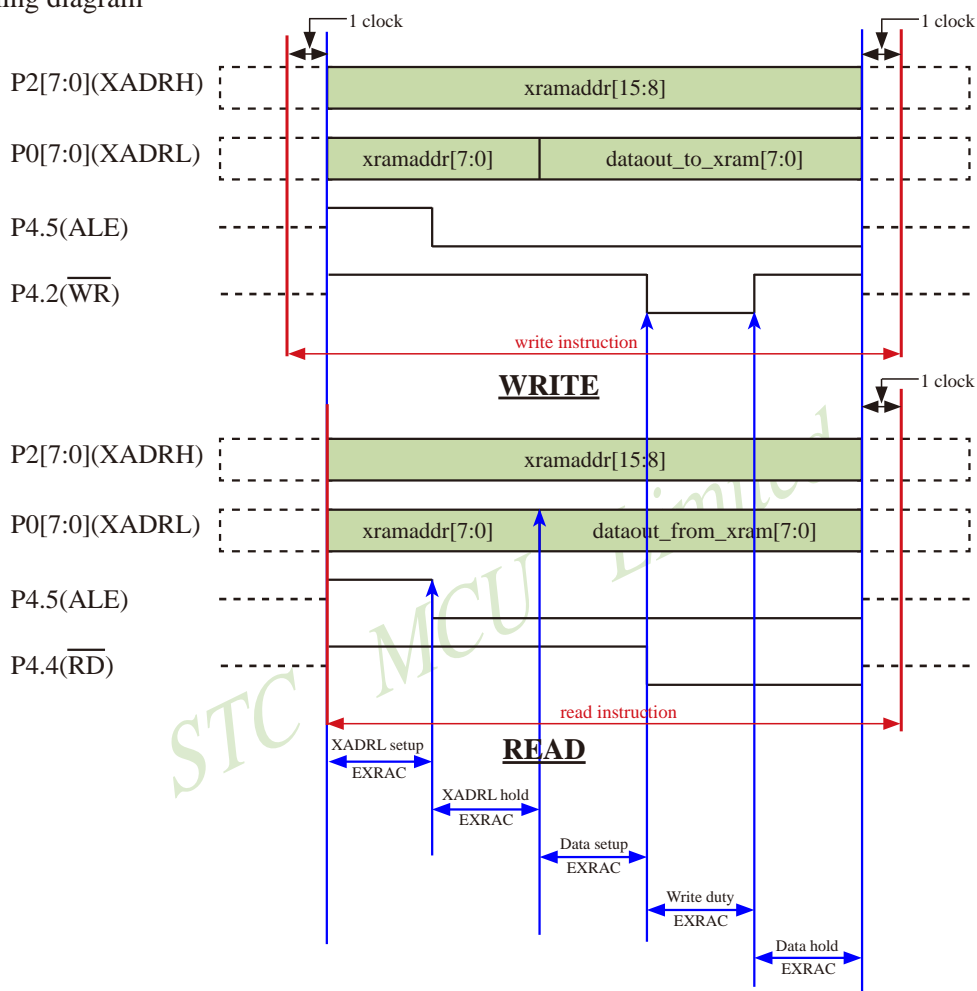 ing diagram
1 clock
1 clock
P2[7:0](XADRH)
xramaddr[15:8]
P0[7:0](XADRL)
xramaddr[7:0]
dataout_to_xram[7:0]
P4.5(ALE)
P4.2(W̅R̅)
write instruction
WRITE
1 clock
P2[7:0](XADRH)
xramaddr[15:8]
P0[7:0](XADRL)
xramaddr[7:0]
dataout_from_xram[7:0]
P4.5(ALE)
P4.4(R̅D̅)
read instruction
READ
XADRL setup
EXRAC
XADRL hold
EXRAC
Data setup
EXRAC
Write duty
EXRAC
Data hold
EXRAC
STC MCU Limited